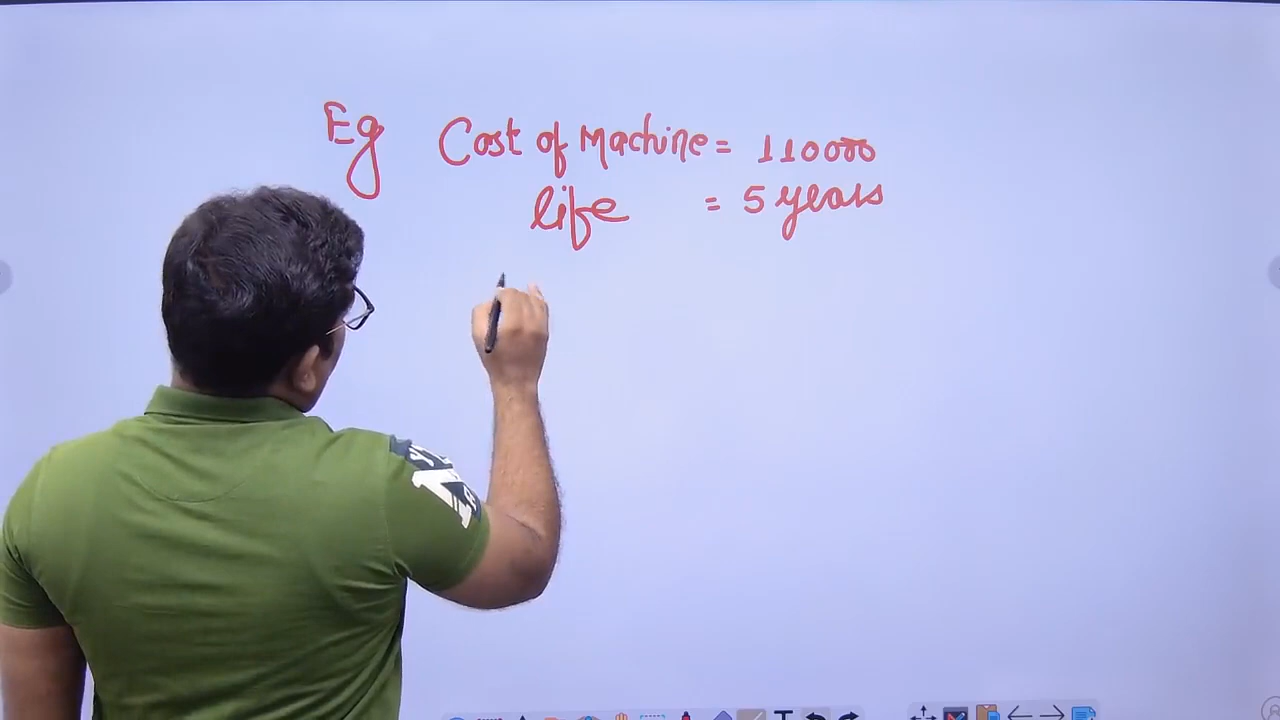 Eg Cost of Machine = 110000
life = 5 years